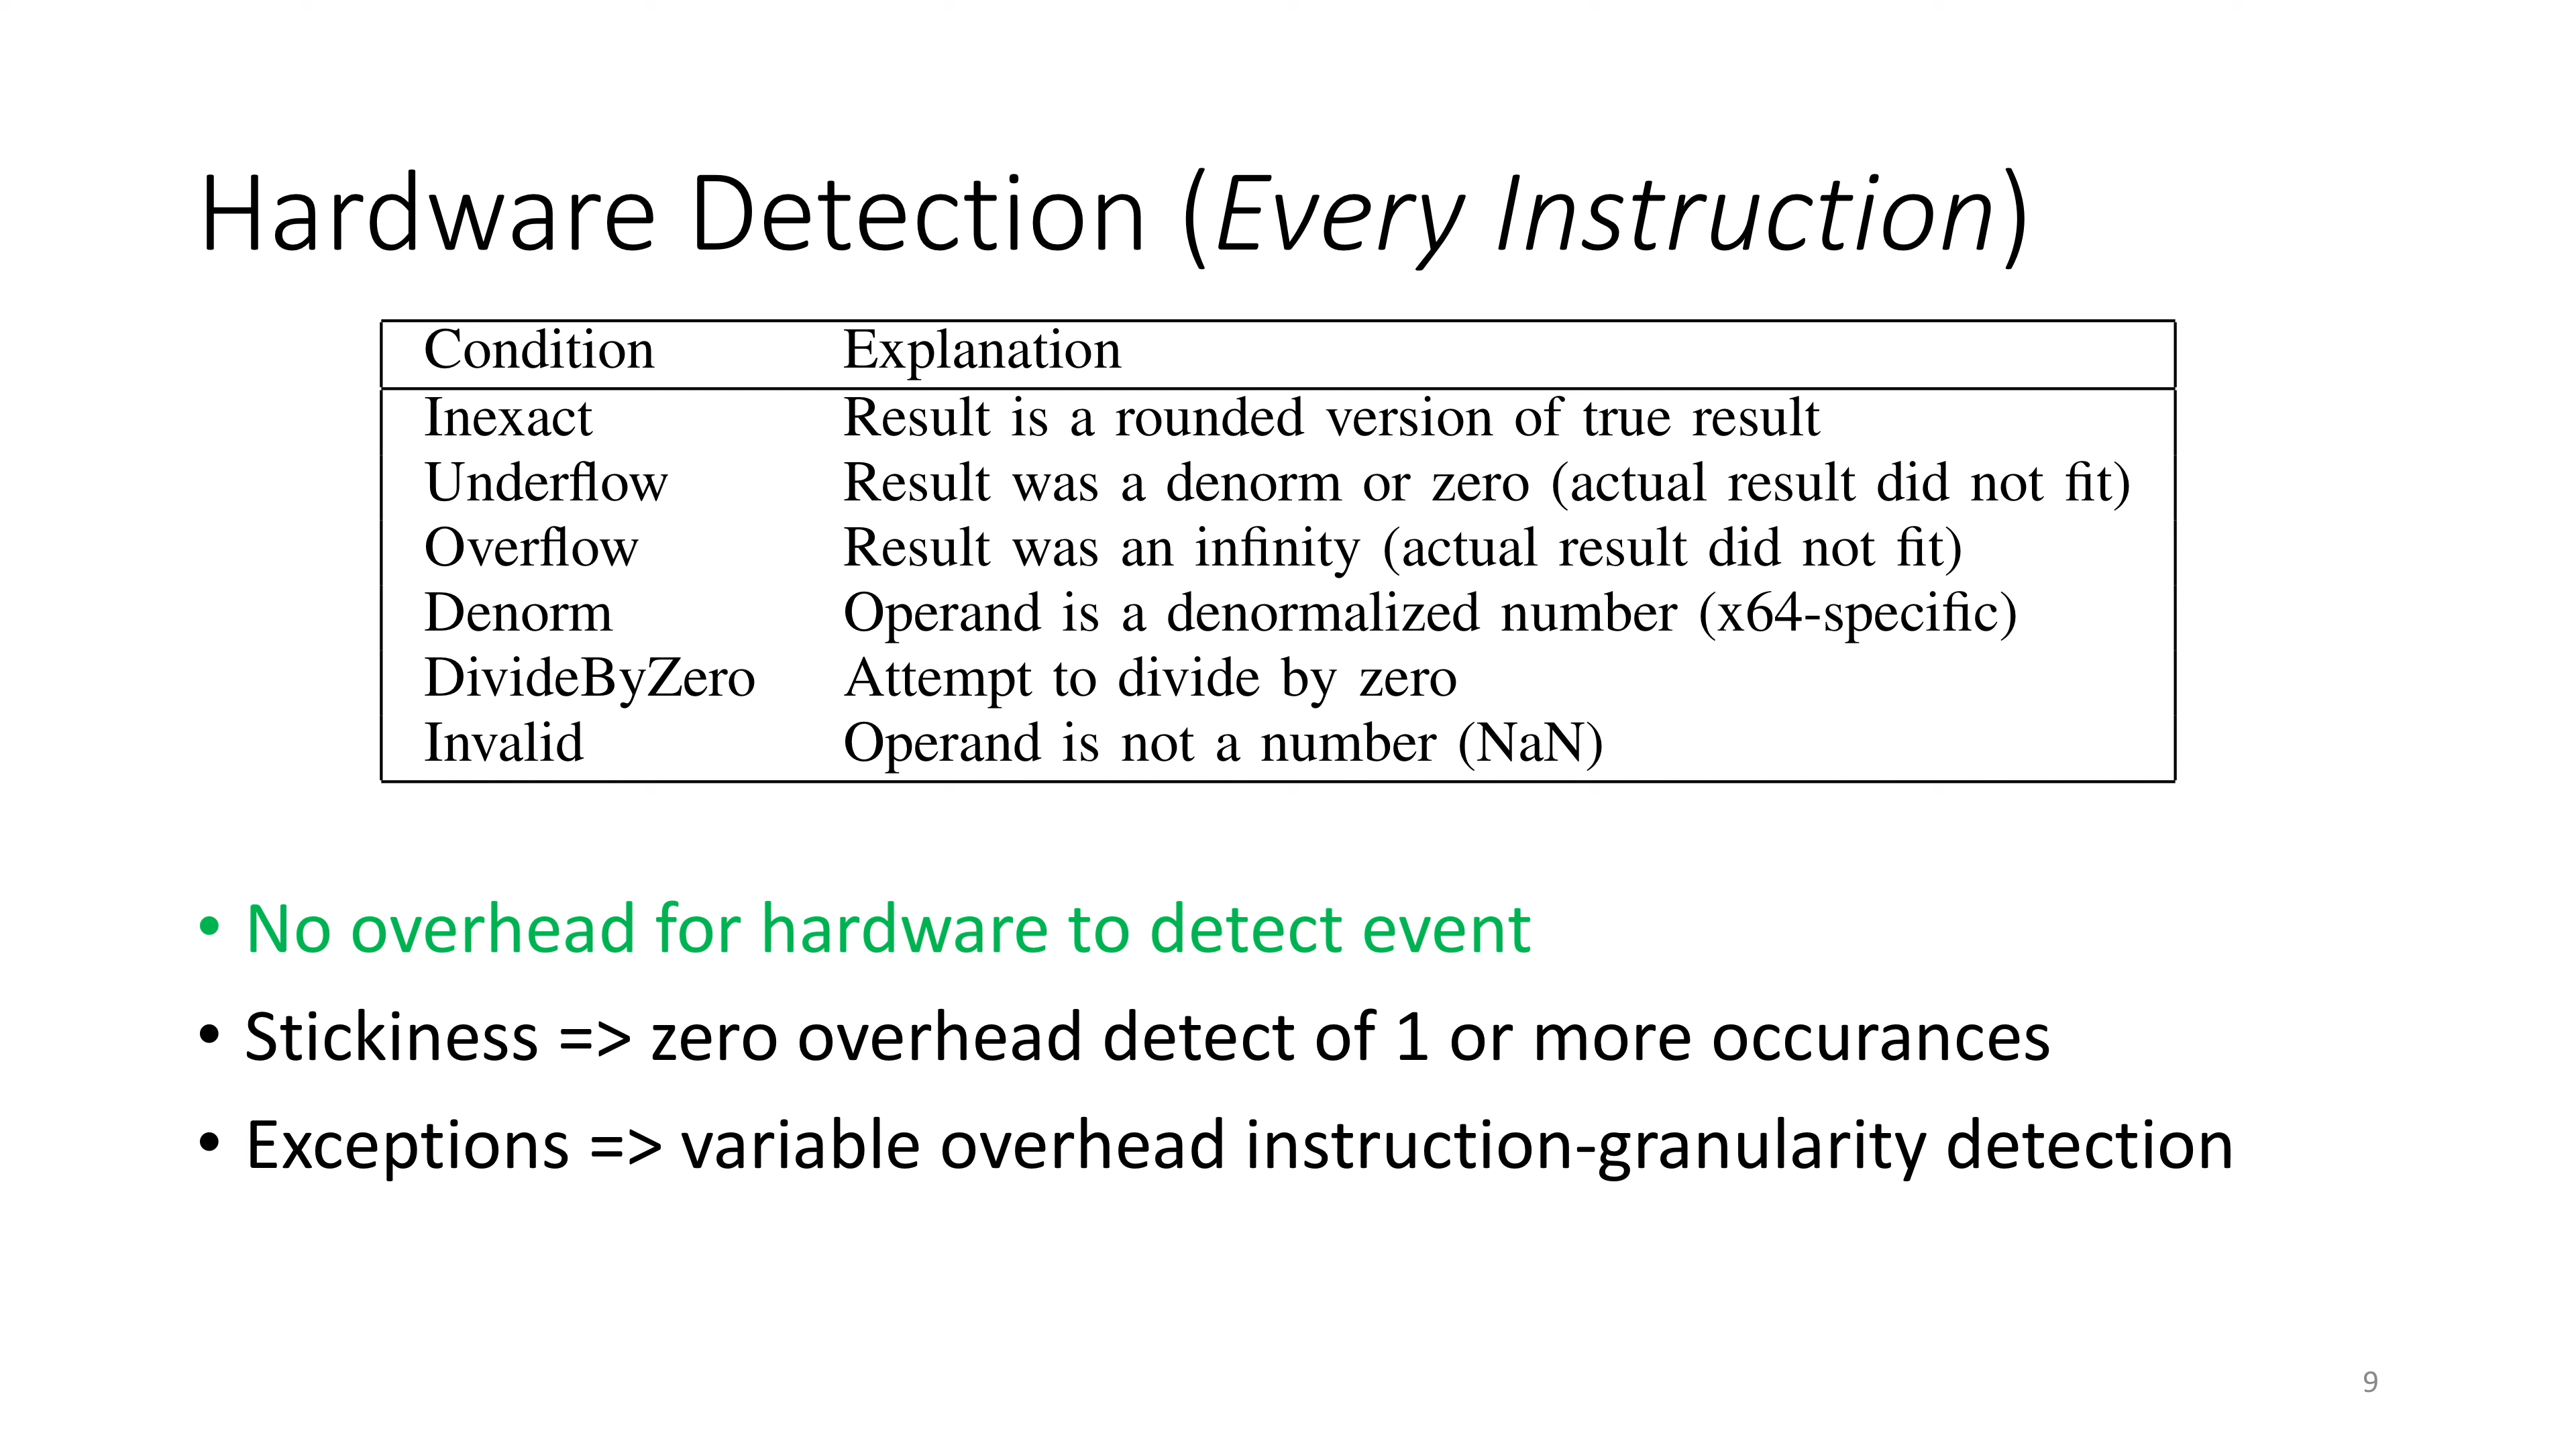 Hardware Detection (Every Instruction)
Condition Explanation
Inexact Result is a rounded version of true result
Underflow Result was a denorm or zero (actual result did not fit)
Overflow Result was an infinity (actual result did not fit)
Denorm Operand is a denormalized number (x64-specific)
DivideByZero Attempt to divide by zero
Invalid Operand is not a number (NaN)
• No overhead for hardware to detect event
• Stickiness => zero overhead detect of 1 or more occurances
• Exceptions => variable overhead instruction-granularity detection
9